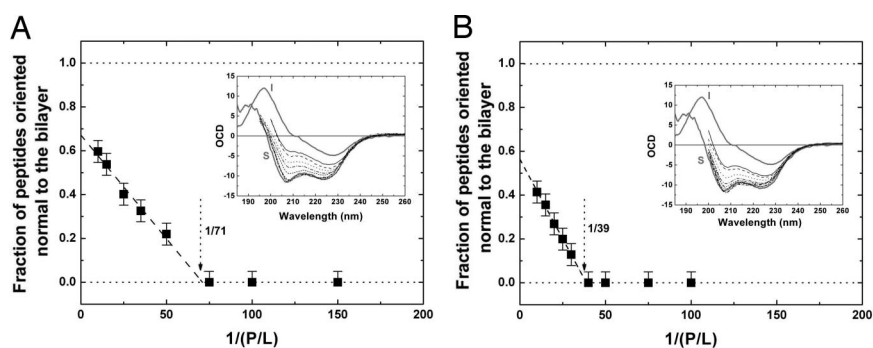 A
Fraction of peptides oriented
normal to the bilayer
1.0
0.8
0.6
0.4
0.2
0.0
0 50 100 150 200
1/(P/L)
1/71
OCD
15
10
5
0
-5
-10
-15
I
S
190 200 210 220 230 240 250 260
Wavelength (nm)
B
Fraction of peptides oriented
normal to the bilayer
1.0
0.8
0.6
0.4
0.2
0.0
0 50 100 150 200
1/(P/L)
1/39
OCD
15
10
5
0
-5
-10
-15
I
S
190 200 210 220 230 240 250 260
Wavelength (nm)